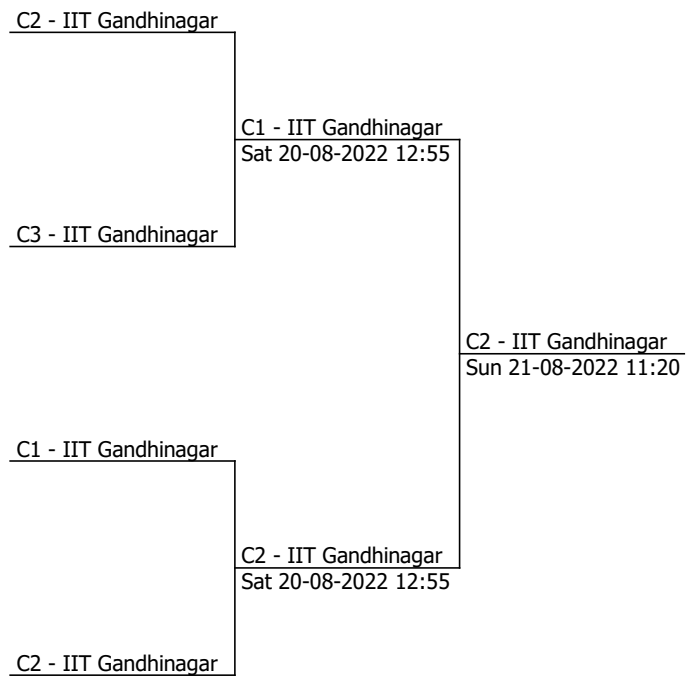 C2 - IIT Gandhinagar
C1 - IIT Gandhinagar
Sat 20-08-2022 12:55
C3 - IIT Gandhinagar
C2 - IIT Gandhinagar
Sun 21-08-2022 11:20
C1 - IIT Gandhinagar
C2 - IIT Gandhinagar
Sat 20-08-2022 12:55
C2 - IIT Gandhinagar